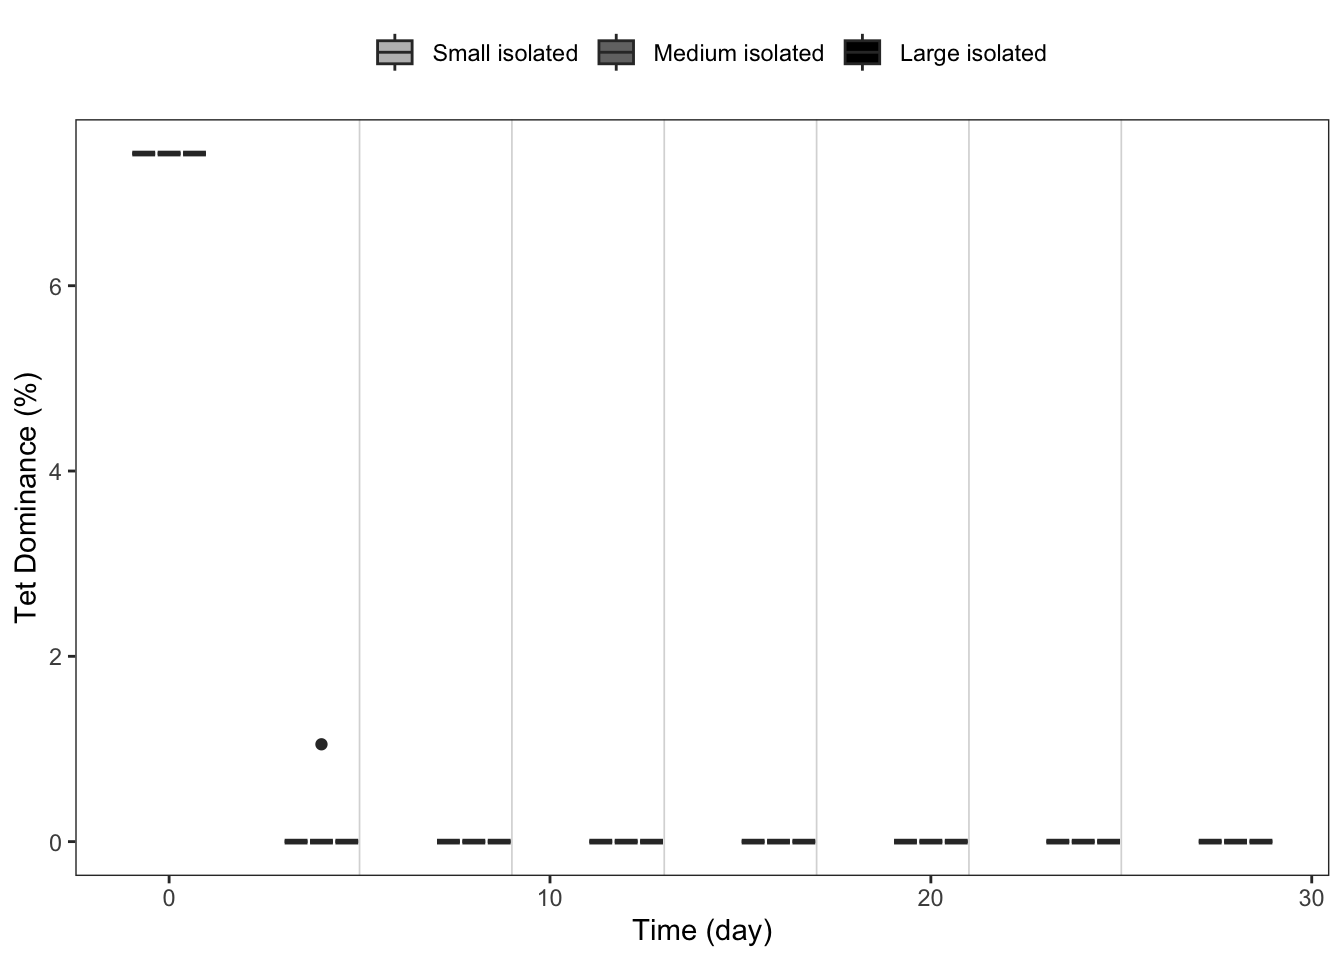 Small isolated Medium isolated Large isolated
Tet Dominance (%)
6
4
2
0
0 10 20 30
Time (day)